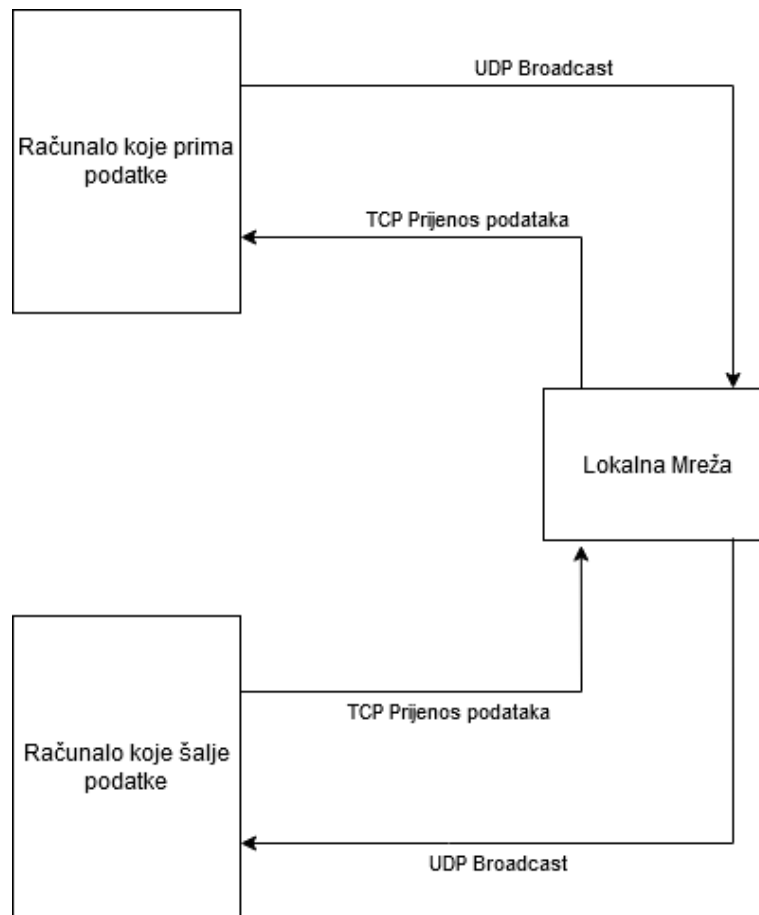 UDP Broadcast
Računalo koje prima
podatke
TCP Prijenos podataka
Lokalna Mreža
TCP Prijenos podataka
Računalo koje šalje
podatke
UDP Broadcast